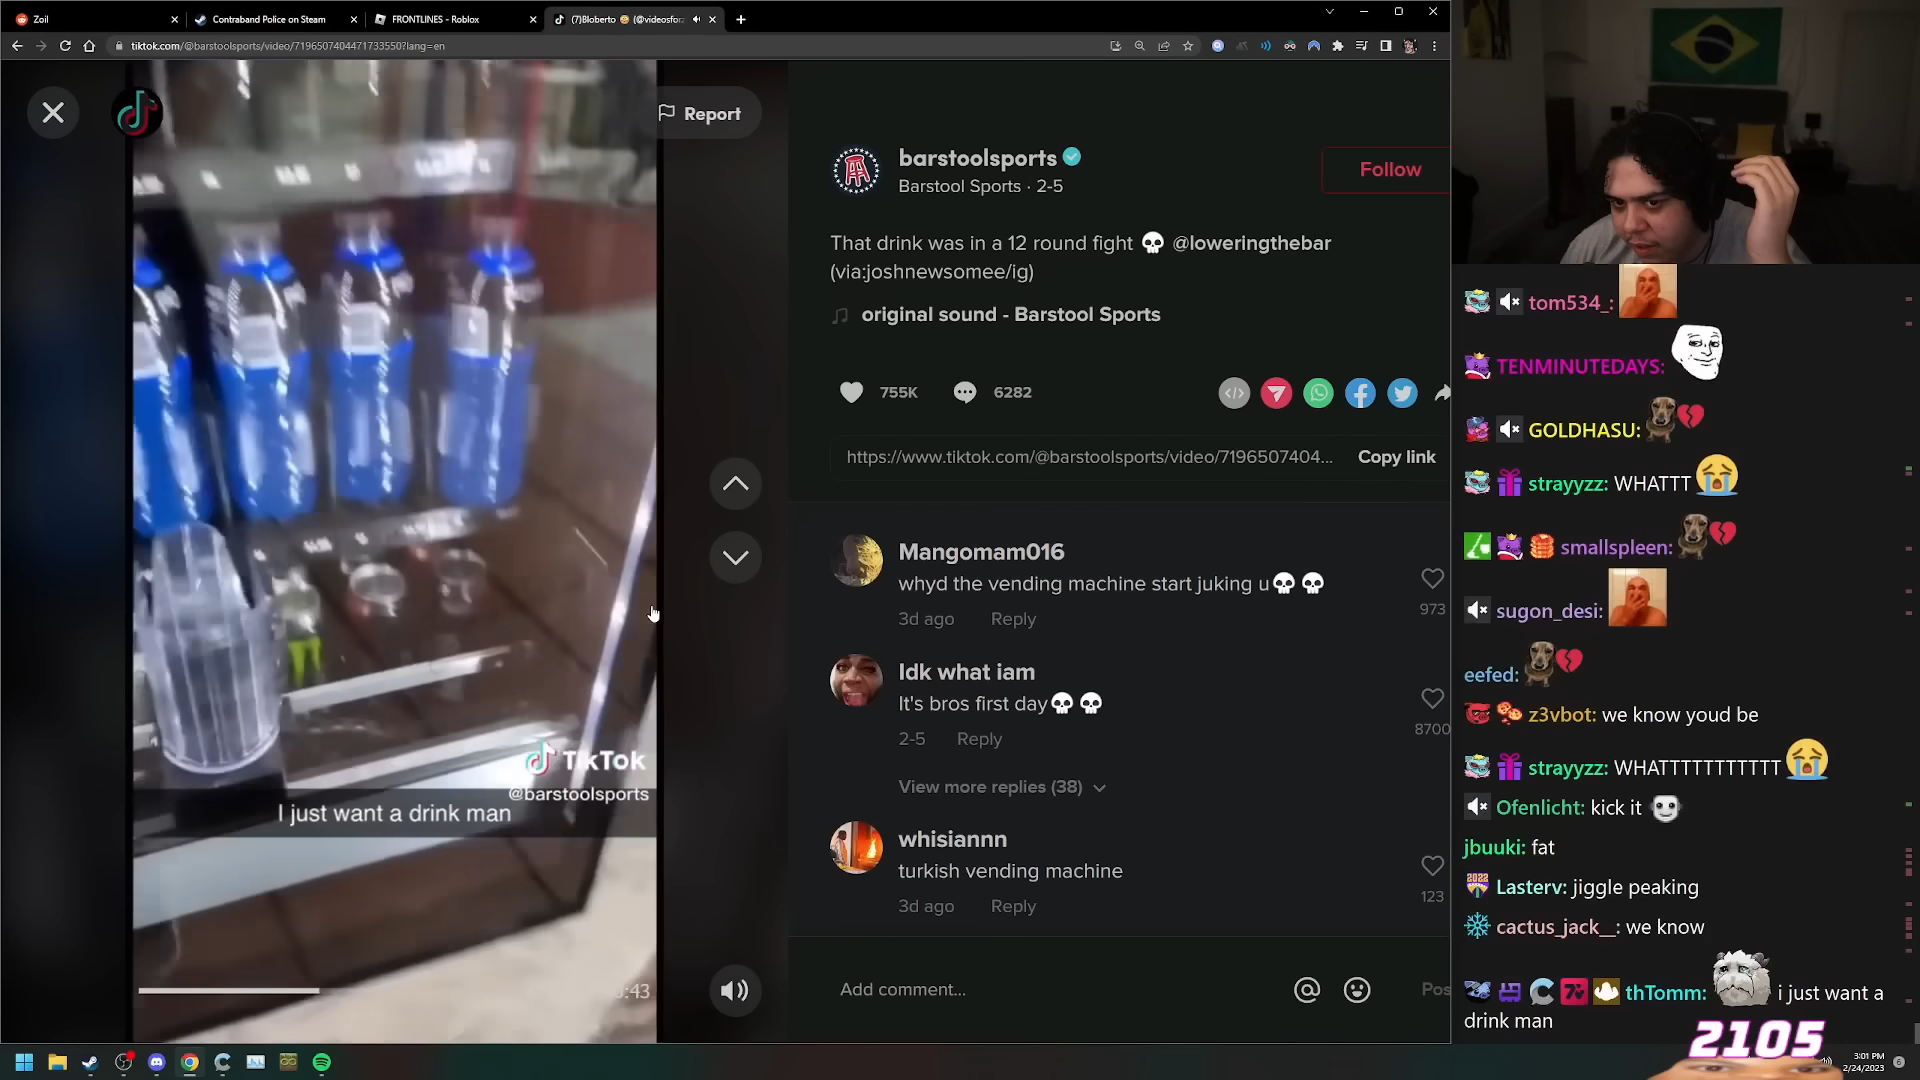 Zoil
Contraband Police on Steam
FRONTLINES - Roblox
(7)Bloberto 😔 (@videosfor
tiktok.com/@barstoolsports/video/7196507404471733550?lang=en
Report
barstoolsports
Barstool Sports · 2-5
Follow
That drink was in a 12 round fight 💀 @loweringthebar
(via:joshnewsomee/ig)
original sound - Barstool Sports
755K
6282
https://www.tiktok.com/@barstoolsports/video/7196507404...
Copy link
Mangomam016
whyd the vending machine start juking u💀💀
973
3d ago
Reply
Idk what iam
It's bros first day💀💀
8700
2-5
Reply
View more replies (38)
whisiannn
turkish vending machine
123
3d ago
Reply
Add comment...
Pos
TikTok
@barstoolsports
I just want a drink man
:43
tom534_:
TENMINUTEDAYS:
GOLDHASU:
strayyzz: WHATTT 😭
smallspleen:
sugon_desi:
eefed:
z3vbot: we know youd be
strayyzz: WHATTTTTTTTTTT 😭
Ofenlicht: kick it
jbuuki: fat
Lasterv: jiggle peaking
cactus_jack__: we know
thTomm: i just want a
drink man
2105
3:01 PM
2/24/2023